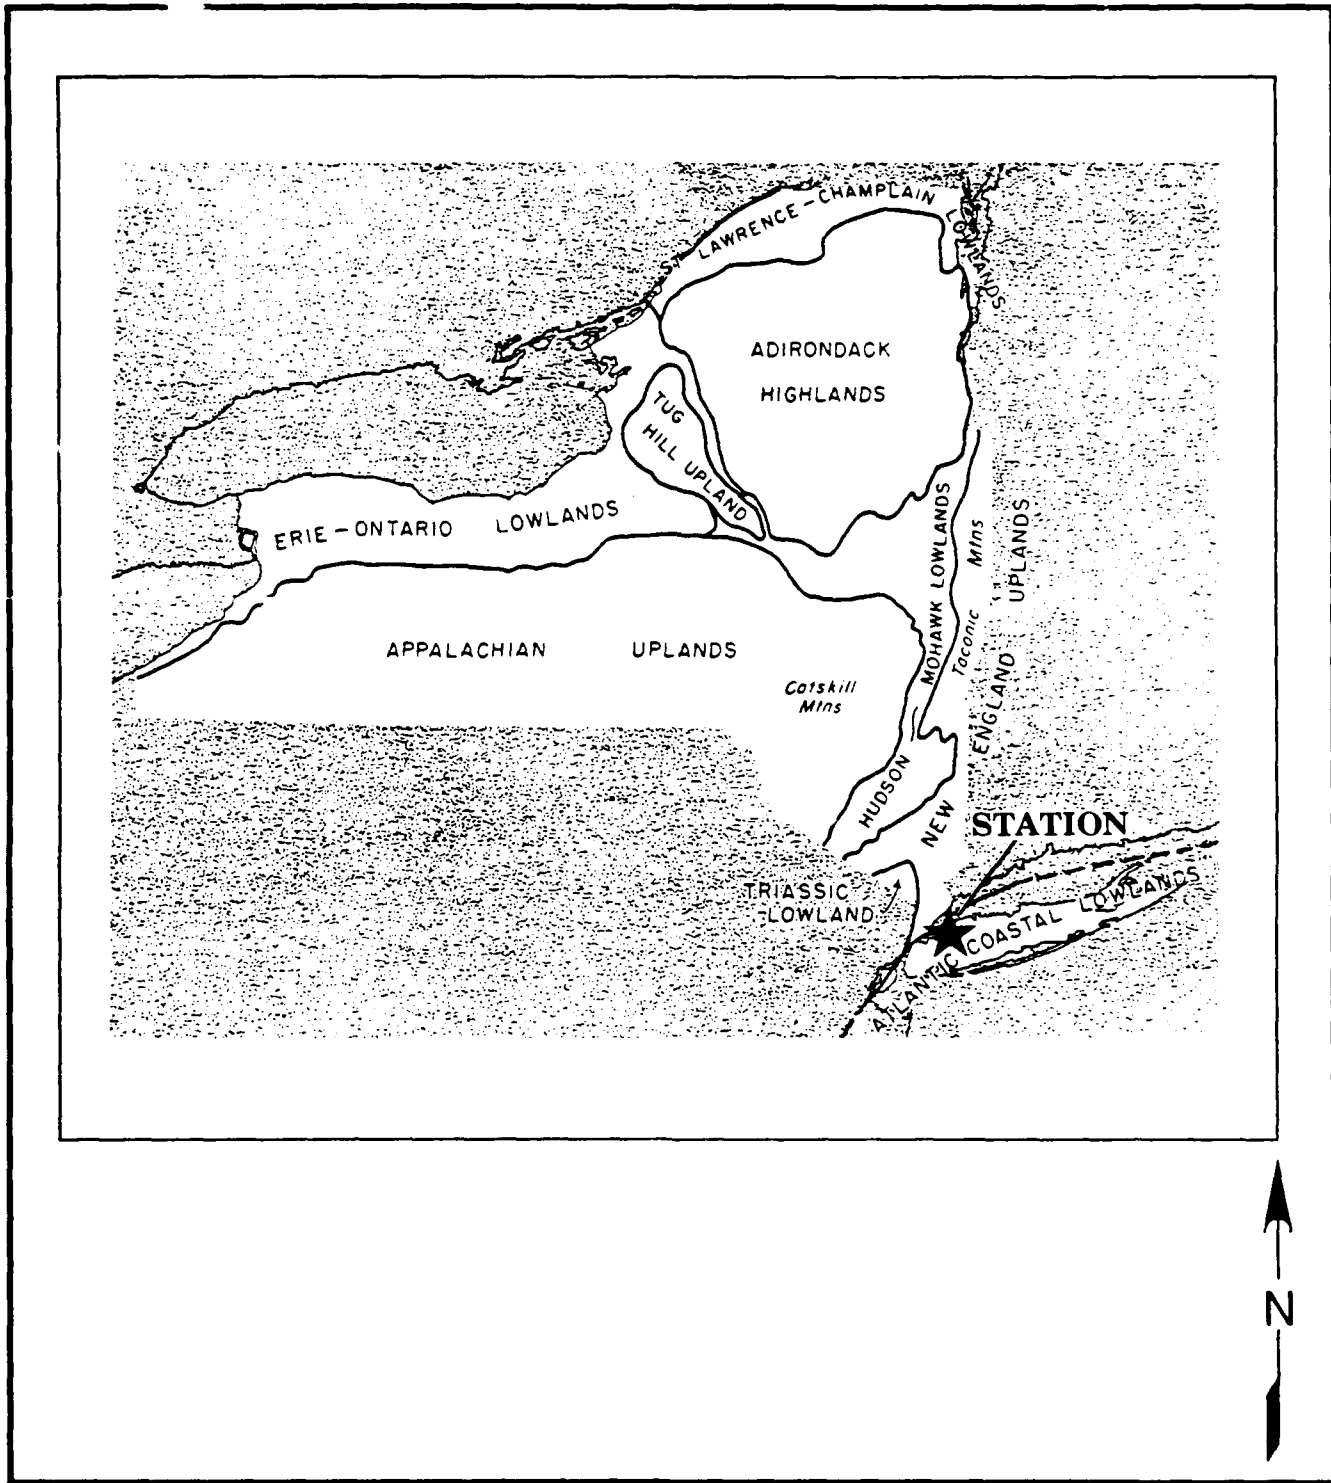 ST. LAWRENCE – CHAMPLAIN LOWLANDS
ADIRONDACK
HIGHLANDS
TUG
HILL UPLAND
ERIE – ONTARIO LOWLANDS
MOHAWK LOWLANDS
Taconic Mtns
APPALACHIAN UPLANDS
Catskill
Mtns
HUDSON
NEW ENGLAND UPLANDS
STATION
TRIASSIC
LOWLAND
ATLANTIC COASTAL LOWLANDS
N